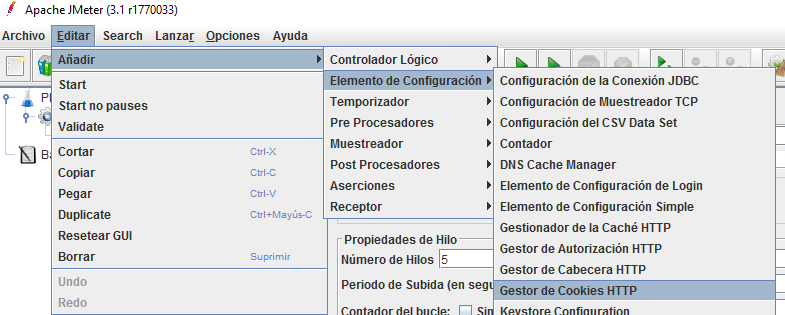 Apache JMeter (3.1 r1770033)
Archivo Editar Search Lanzar Opciones Ayuda
Añadir
Start
Start no pauses
Validate
Cortar Ctrl-X
Copiar Ctrl-C
Pegar Ctrl-V
Duplicate Ctrl+Mayús-C
Resetear GUI
Borrar Suprimir
Undo
Redo
Controlador Lógico
Elemento de Configuración
Temporizador
Pre Procesadores
Muestreador
Post Procesadores
Aserciones
Receptor
Configuración de la Conexión JDBC
Configuración de Muestreador TCP
Configuración del CSV Data Set
Contador
DNS Cache Manager
Elemento de Configuración de Login
Elemento de Configuración Simple
Gestionador de la Caché HTTP
Gestor de Autorización HTTP
Gestor de Cabecera HTTP
Gestor de Cookies HTTP
Keystore Configuration
Propiedades de Hilo
Número de Hilos 5
Periodo de Subida (en segu
Contador del bucle: Sin